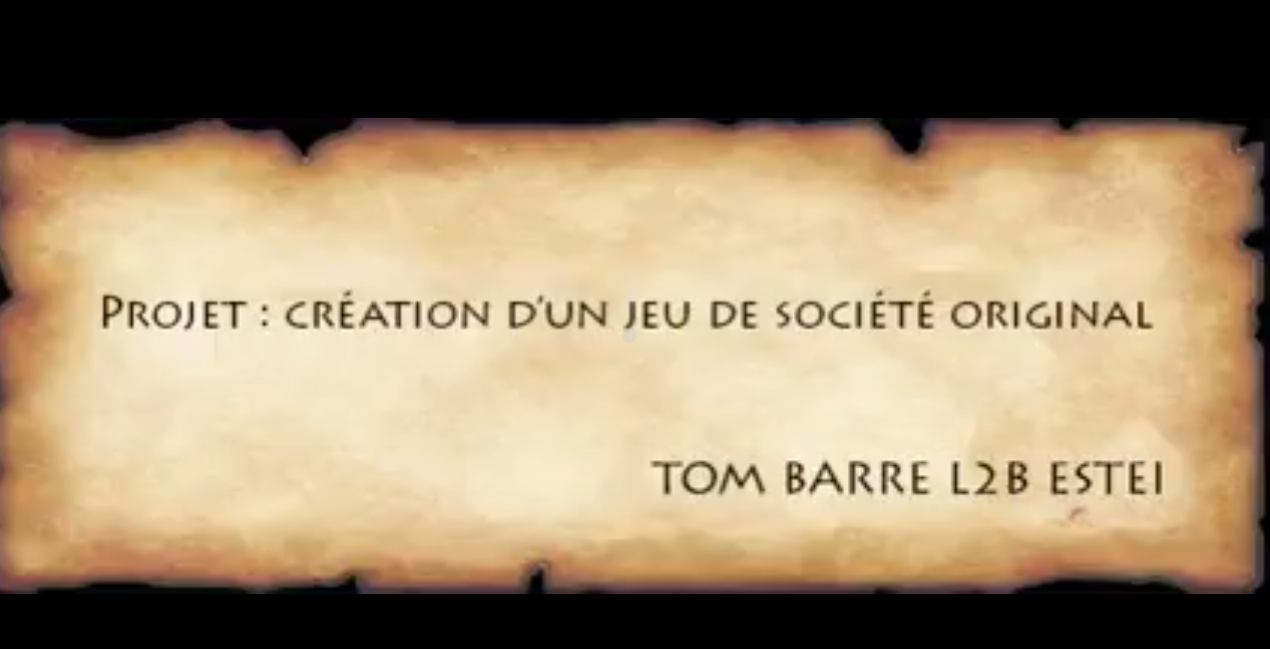 Projet : création d'un jeu de société original
TOM BARRE L2B ESTEI